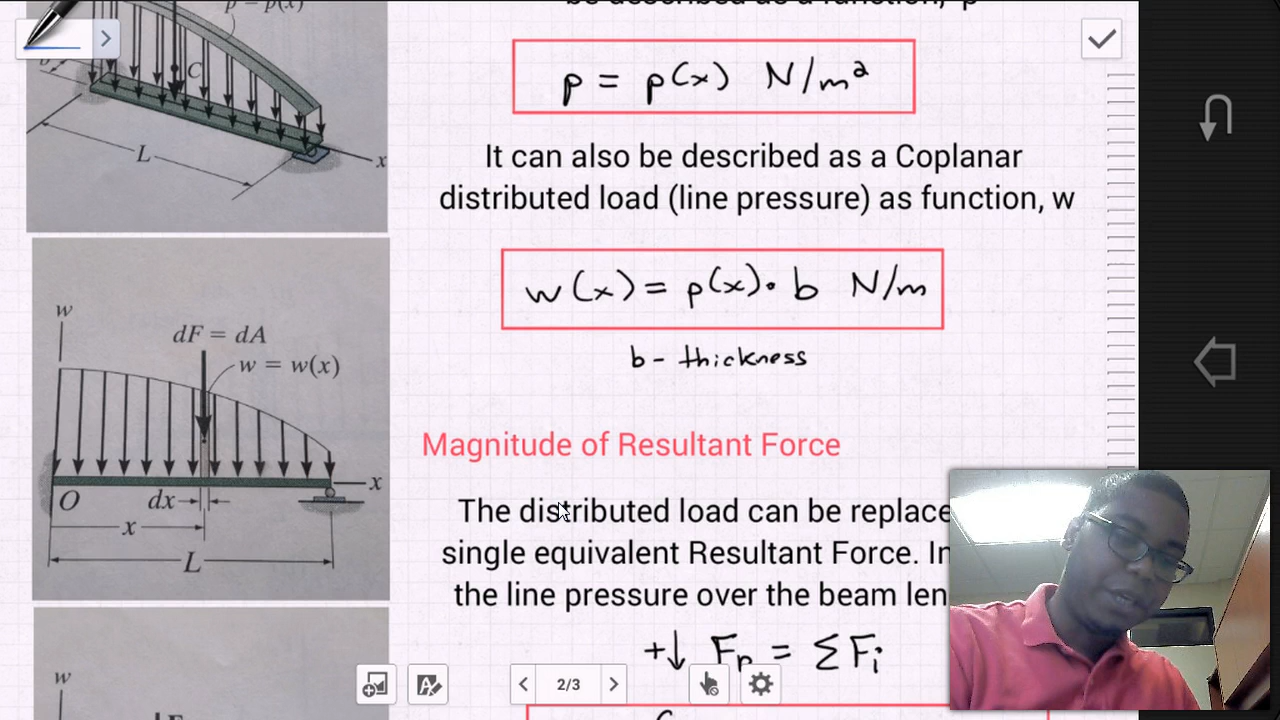 p = p(x)
C
b
L
x
w
dF = dA
w = w(x)
O
dx
x
x
L
w
p = p(x) N/m²
It can also be described as a Coplanar
distributed load (line pressure) as function, w
w(x) = p(x)· b N/m
b - thickness
Magnitude of Resultant Force
The distributed load can be replace
single equivalent Resultant Force. In
the line pressure over the beam len
+↓ F_R = ΣF_i
2/3